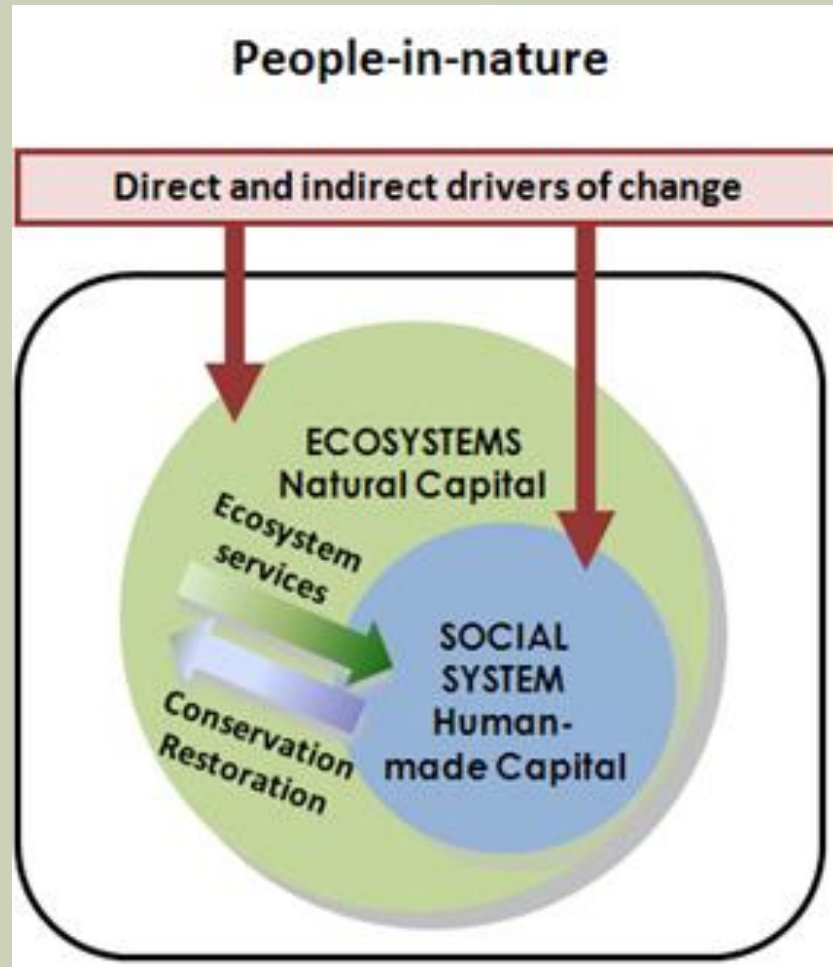 People-in-nature
Direct and indirect drivers of change
ECOSYSTEMS
Natural Capital
Ecosystem
services
SOCIAL
SYSTEM
Human-
made Capital
Conservation
Restoration